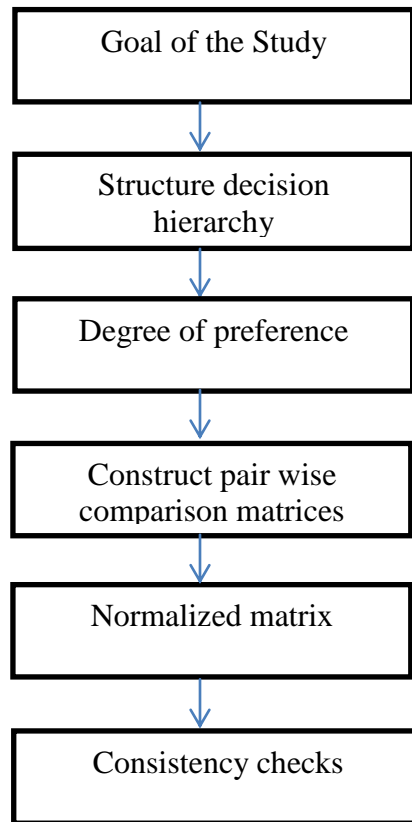 Goal of the Study
Structure decision
hierarchy
Degree of preference
Construct pair wise
comparison matrices
Normalized matrix
Consistency checks